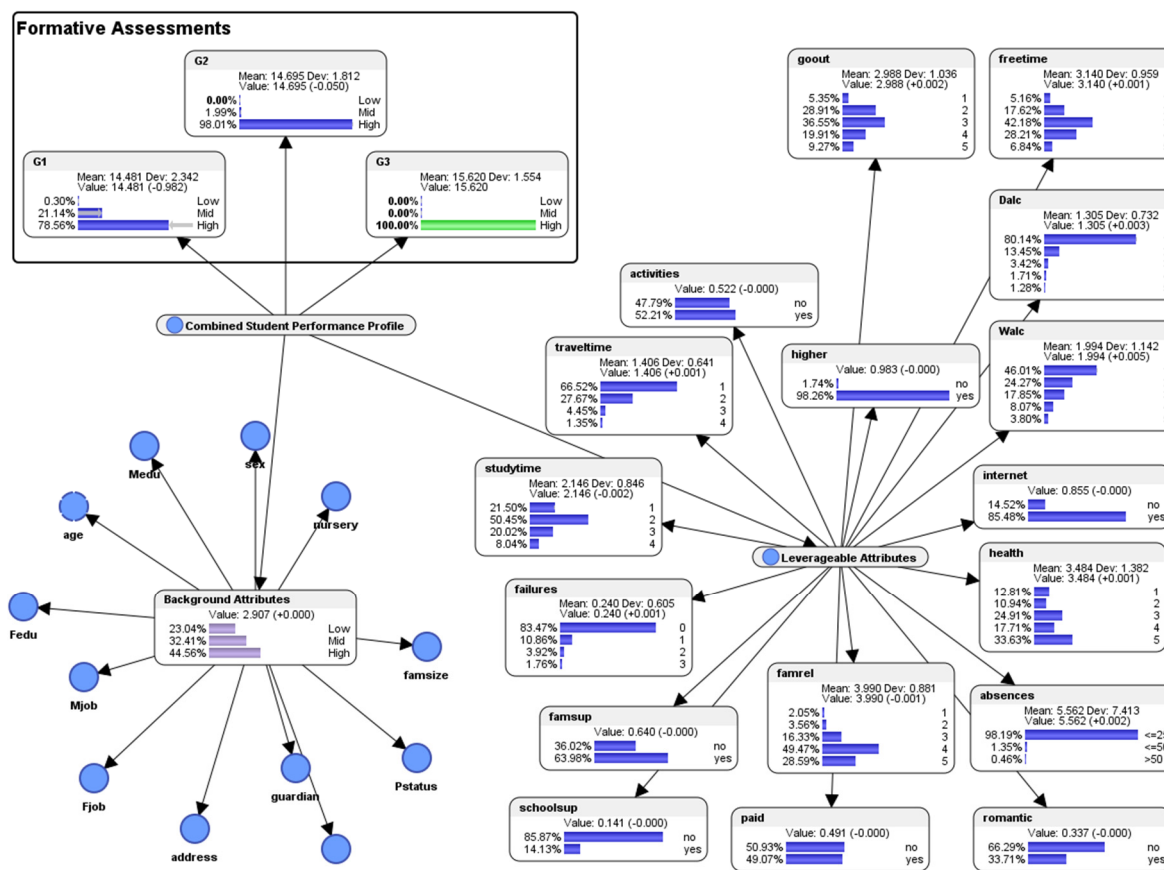 Formative Assessments
G2
Mean: 14.695 Dev: 1.812
Value: 14.695 (-0.050)
0.00% Low
1.99% Mid
98.01% High
G1
Mean: 14.481 Dev: 2.342
Value: 14.481 (-0.982)
0.30% Low
21.14% Mid
78.56% High
G3
Mean: 15.620 Dev: 1.554
Value: 15.620
0.00% Low
0.00% Mid
100.00% High
goout
Mean: 2.988 Dev: 1.036
Value: 2.988 (+0.002)
5.35% 1
28.91% 2
36.55% 3
19.91% 4
9.27% 5
freetime
Mean: 3.140 Dev: 0.959
Value: 3.140 (+0.001)
5.16%
17.62%
42.18%
28.21%
6.84%
Dalc
Mean: 1.305 Dev: 0.732
Value: 1.305 (+0.003)
80.14%
13.45%
3.42%
1.71%
1.28%
activities
Value: 0.522 (-0.000)
47.79% no
52.21% yes
Combined Student Performance Profile
traveltime
Mean: 1.406 Dev: 0.641
Value: 1.406 (+0.001)
66.52% 1
27.67% 2
4.45% 3
1.35% 4
higher
Value: 0.983 (-0.000)
1.74% no
98.26% yes
Walc
Mean: 1.994 Dev: 1.142
Value: 1.994 (+0.005)
46.01%
24.27%
17.85%
8.07%
3.80%
studytime
Mean: 2.146 Dev: 0.846
Value: 2.146 (-0.002)
21.50% 1
50.45% 2
20.02% 3
8.04% 4
internet
Value: 0.855 (-0.000)
14.52% no
85.48% yes
Leverageable Attributes
health
Mean: 3.484 Dev: 1.382
Value: 3.484 (+0.001)
12.81% 1
10.94% 2
24.91% 3
17.71% 4
33.63% 5
failures
Mean: 0.240 Dev: 0.605
Value: 0.240 (+0.001)
83.47% 0
10.86% 1
3.92% 2
1.76% 3
famrel
Mean: 3.990 Dev: 0.881
Value: 3.990 (-0.001)
2.05% 1
3.56% 2
16.33% 3
49.47% 4
28.59% 5
absences
Mean: 5.562 Dev: 7.413
Value: 5.562 (+0.002)
98.19% <=25
1.35% <=50
0.46% >50
famsup
Value: 0.640 (-0.000)
36.02% no
63.98% yes
schoolsup
Value: 0.141 (-0.000)
85.87% no
14.13% yes
paid
Value: 0.491 (-0.000)
50.93% no
49.07% yes
romantic
Value: 0.337 (-0.000)
66.29% no
33.71% yes
Medu
sex
nursery
age
Background Attributes
Value: 2.907 (+0.000)
23.04% Low
32.41% Mid
44.56% High
Fedu
famsize
Mjob
Fjob
guardian
Pstatus
address